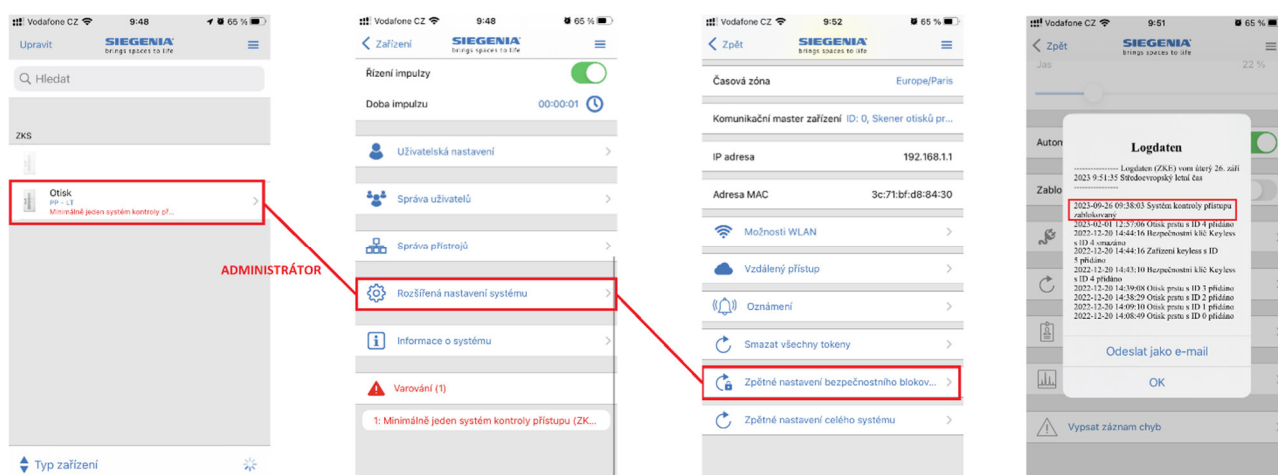 Vodafone CZ 9:48 65 %
Upravit SIEGENIA
brings spaces to life
Hledat
ZKS
Otisk
PP - LT
Minimálně jeden systém kontroly př...
Typ zařízení
ADMINISTRÁTOR
Vodafone CZ 9:48 65 %
Zařízení SIEGENIA
brings spaces to life
Řízení impulzy
Doba impulzu 00:00:01
Uživatelská nastavení
Správa uživatelů
Správa přístrojů
Rozšířená nastavení systému
Informace o systému
Varování (1)
1: Minimálně jeden systém kontroly přístupu (ZK...
Vodafone CZ 9:52 65 %
Zpět SIEGENIA
brings spaces to life
Časová zóna Europe/Paris
Komunikační master zařízení ID: 0, Skener otisků pr...
IP adresa 192.168.1.1
Adresa MAC 3c:71:bf:d8:84:30
Možnosti WLAN
Vzdálený přístup
Oznámení
Smazat všechny tokeny
Zpětné nastavení bezpečnostního blokov...
Zpětné nastavení celého systému
Vodafone CZ 9:51 65 %
Zpět SIEGENIA
brings spaces to life
Jas 22 %
Autom
Zablo
Logdaten
---------------- Logdaten (ZKE) vom úterý 26. září
2023 9:51:35 Středoevropský letní čas
----------------
2023-09-26 09:38:03 Systém kontroly přístupu
zablokovaný
2023-02-01 12:57:06 Otisk prstu s ID 4 přidáno
2022-12-20 14:44:16 Bezpečnostní klíč Keyless
s ID 4 smazáno
2022-12-20 14:44:16 Zařízení keyless s ID
5 přidáno
2022-12-20 14:43:10 Bezpečnostní klíč Keyless
s ID 4 přidáno
2022-12-20 14:39:08 Otisk prstu s ID 3 přidáno
2022-12-20 14:38:29 Otisk prstu s ID 2 přidáno
2022-12-20 14:09:10 Otisk prstu s ID 1 přidáno
2022-12-20 14:08:49 Otisk prstu s ID 0 přidáno
Odeslat jako e-mail
OK
Vypsat záznam chyb